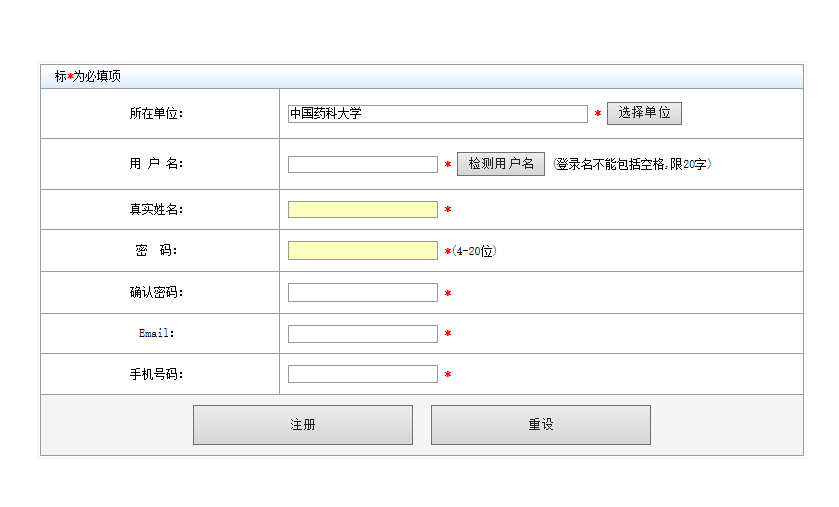 标*为必填项
所在单位： 中国药科大学 * 选择单位
用 户 名： * 检测用户名 (登录名不能包括空格,限20字)
真实姓名： *
密 码： *(4-20位)
确认密码： *
Email： *
手机号码： *
注册 重设